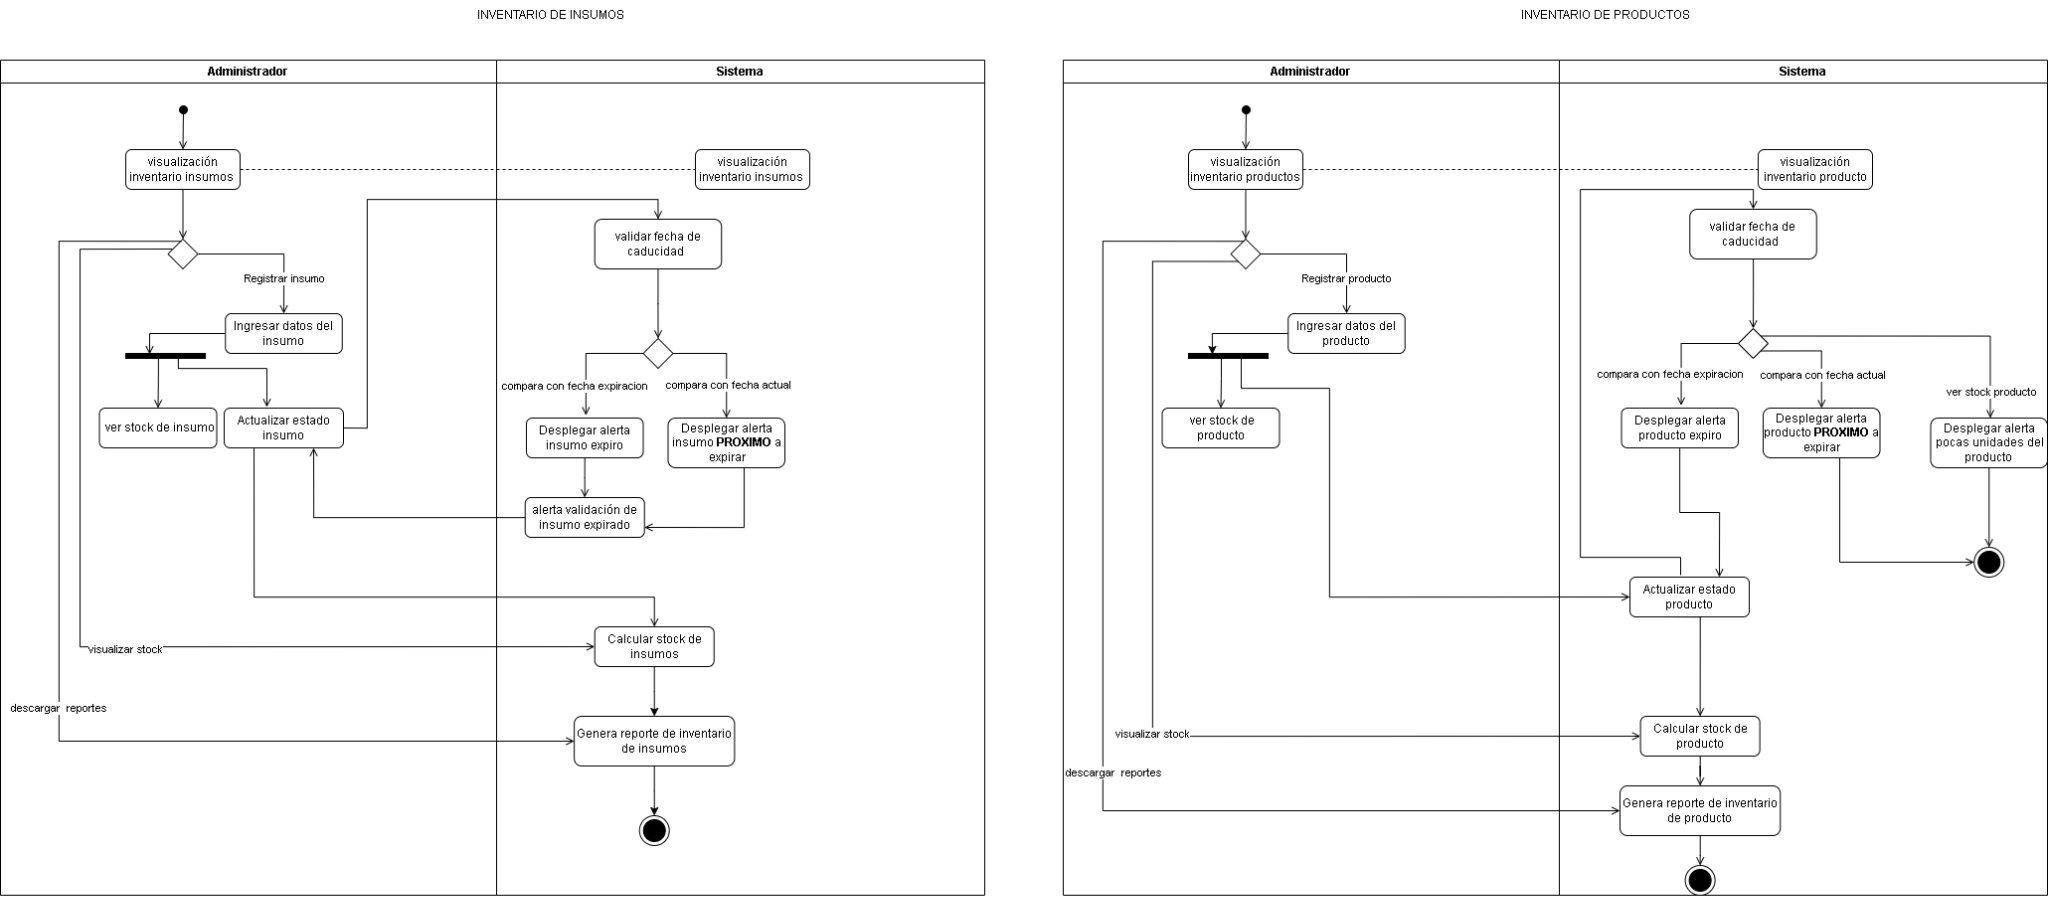 INVENTARIO DE INSUMOS
Administrador
Sistema
visualización
inventario insumos
visualización
inventario insumos
validar fecha de
caducidad
Registrar insumo
Ingresar datos del
insumo
compara con fecha expiracion
compara con fecha actual
ver stock de insumo
Actualizar estado
insumo
Desplegar alerta
insumo expiro
Desplegar alerta
insumo PROXIMO a
expirar
alerta validación de
insumo expirado
Calcular stock de
insumos
visualizar stock
descargar reportes
Genera reporte de inventario
de insumos
INVENTARIO DE PRODUCTOS
Administrador
Sistema
visualización
inventario productos
visualización
inventario producto
validar fecha de
caducidad
Registrar producto
Ingresar datos del
producto
compara con fecha expiracion
compara con fecha actual
ver stock producto
ver stock de
producto
Desplegar alerta
producto expiro
Desplegar alerta
producto PROXIMO a
expirar
Desplegar alerta
pocas unidades del
producto
Actualizar estado
producto
visualizar stock
Calcular stock de
producto
descargar reportes
Genera reporte de inventario
de producto